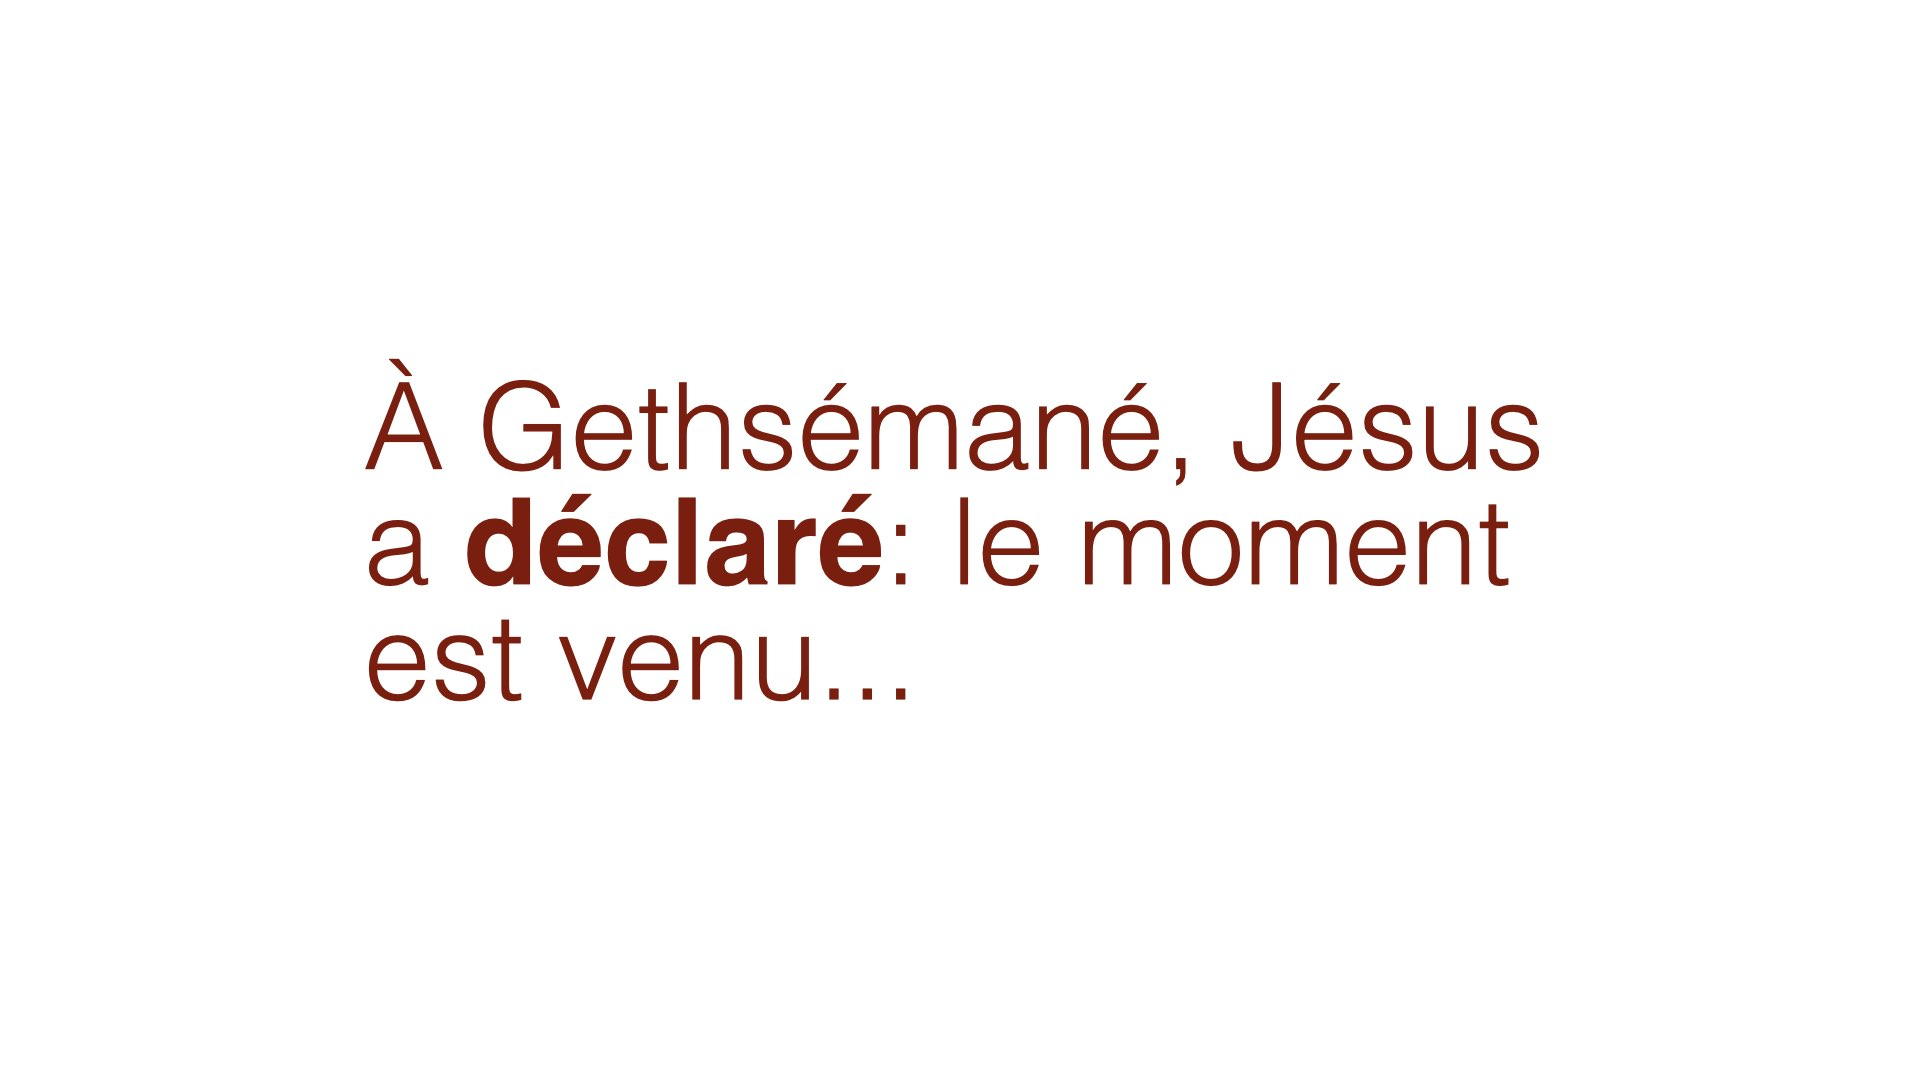 À Gethsémané, Jésus
a déclaré: le moment
est venu...